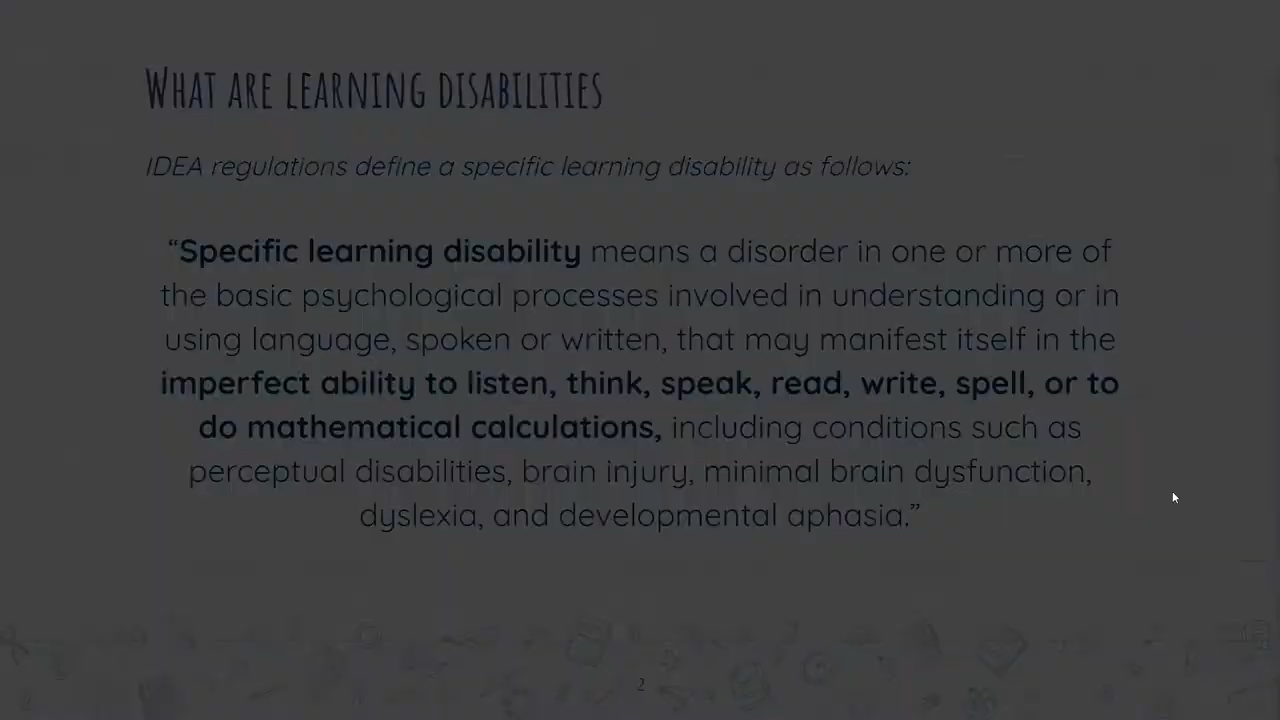 What are learning disabilities
IDEA regulations define a specific learning disability as follows:
“Specific learning disability means a disorder in one or more of
the basic psychological processes involved in understanding or in
using language, spoken or written, that may manifest itself in the
imperfect ability to listen, think, speak, read, write, spell, or to
do mathematical calculations, including conditions such as
perceptual disabilities, brain injury, minimal brain dysfunction,
dyslexia, and developmental aphasia.”
2